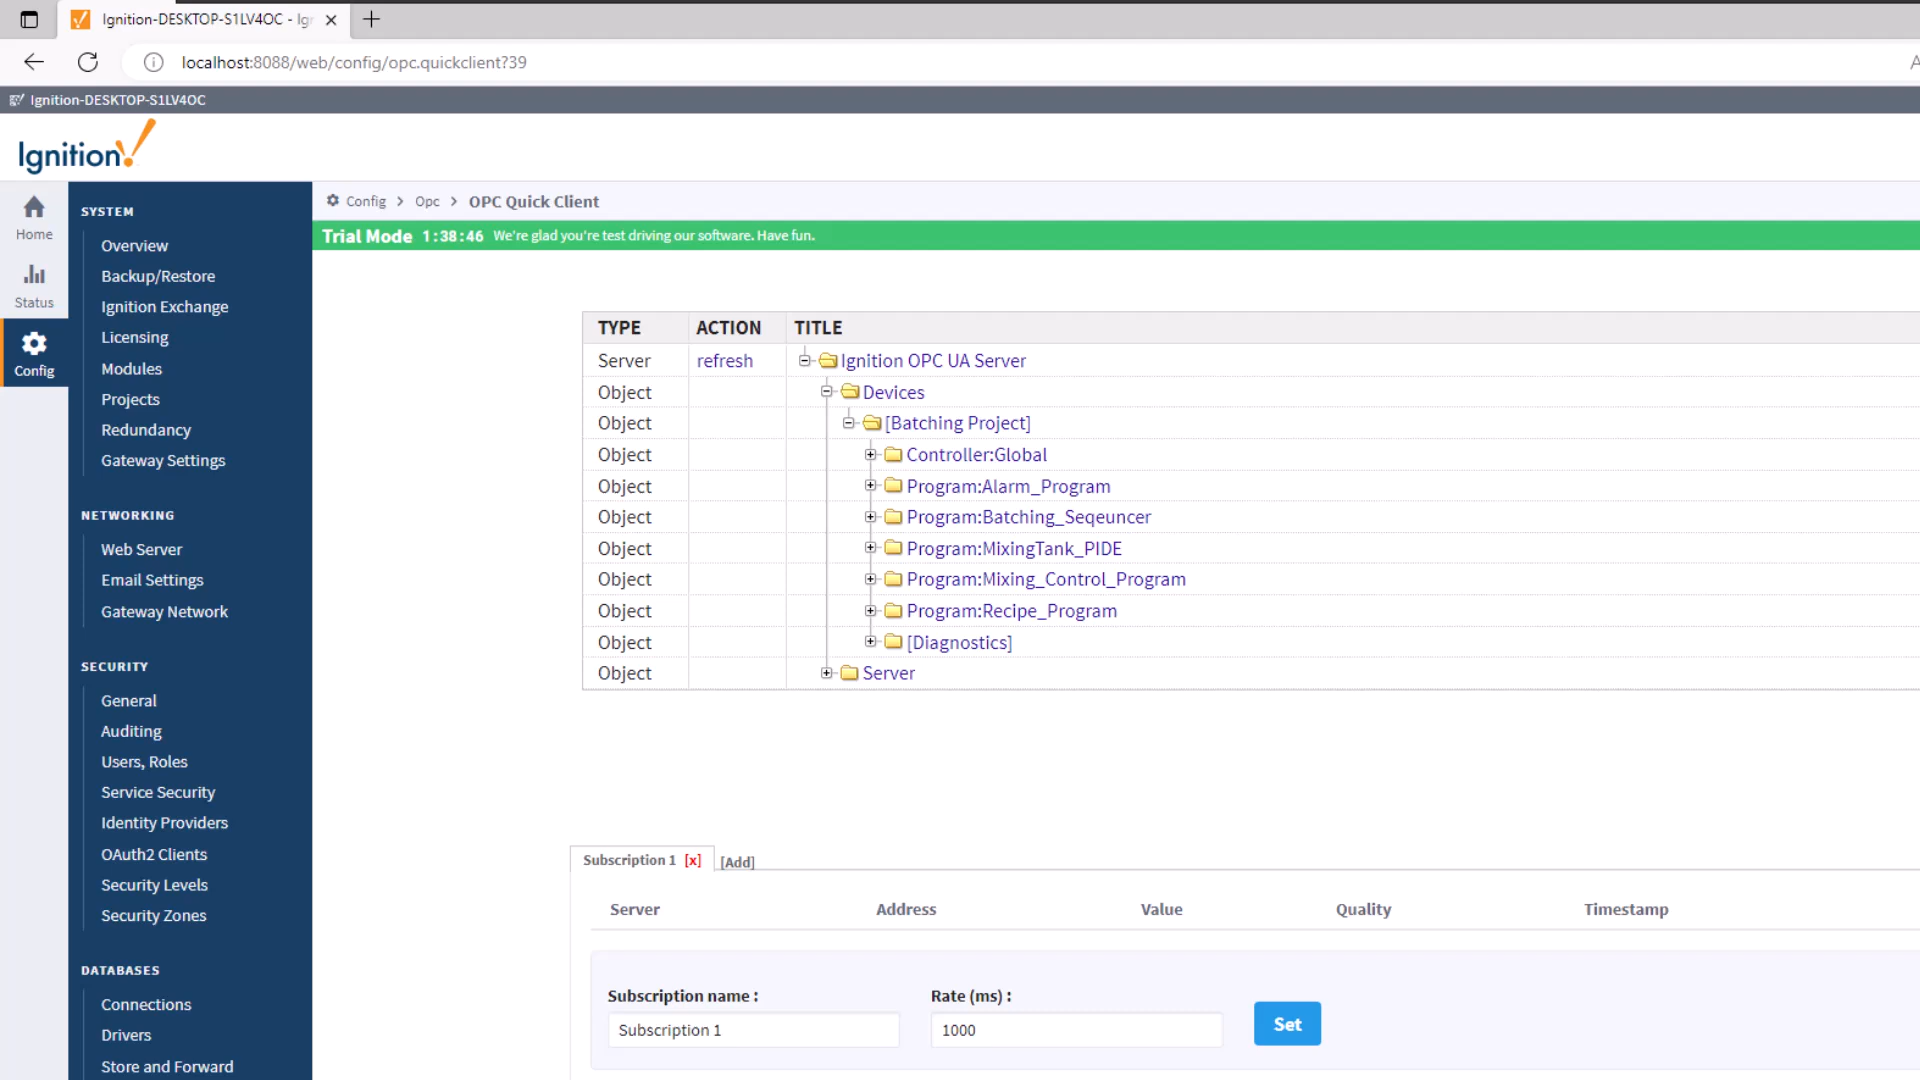 Ignition-DESKTOP-S1LV4OC - Ig
localhost:8088/web/config/opc.quickclient?39
A
Ignition-DESKTOP-S1LV4OC
Ignition!
Home
Status
Config
SYSTEM
Overview
Backup/Restore
Ignition Exchange
Licensing
Modules
Projects
Redundancy
Gateway Settings
NETWORKING
Web Server
Email Settings
Gateway Network
SECURITY
General
Auditing
Users, Roles
Service Security
Identity Providers
OAuth2 Clients
Security Levels
Security Zones
DATABASES
Connections
Drivers
Store and Forward
Config > Opc > OPC Quick Client
Trial Mode 1:38:46 We're glad you're test driving our software. Have fun.
TYPE ACTION TITLE
Server refresh Ignition OPC UA Server
Object Devices
Object [Batching Project]
Object Controller:Global
Object Program:Alarm_Program
Object Program:Batching_Seqeuncer
Object Program:MixingTank_PIDE
Object Program:Mixing_Control_Program
Object Program:Recipe_Program
Object [Diagnostics]
Object Server
Subscription 1 [x] [Add]
Server Address Value Quality Timestamp
Subscription name : Rate (ms) :
Subscription 1 1000 Set